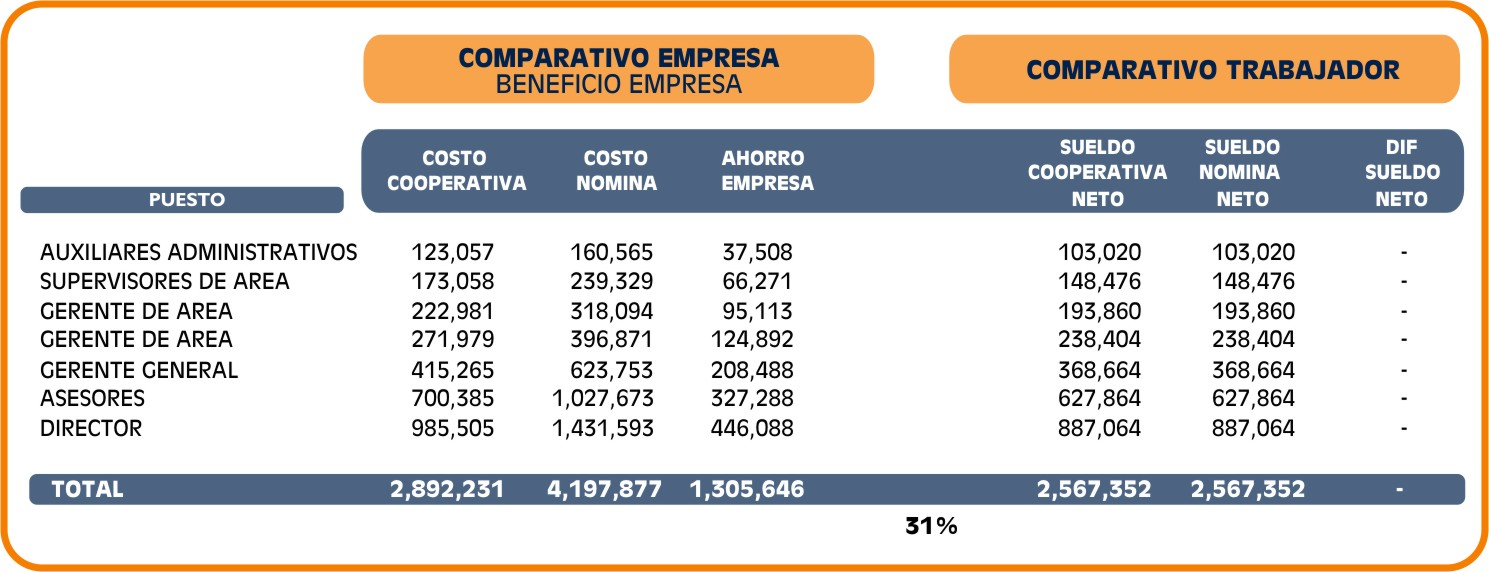 COMPARATIVO EMPRESA
BENEFICIO EMPRESA
COMPARATIVO TRABAJADOR
PUESTO
COSTO COOPERATIVA
COSTO NOMINA
AHORRO EMPRESA
SUELDO COOPERATIVA NETO
SUELDO NOMINA NETO
DIF SUELDO NETO
AUXILIARES ADMINISTRATIVOS 123,057 160,565 37,508 103,020 103,020 -
SUPERVISORES DE AREA 173,058 239,329 66,271 148,476 148,476 -
GERENTE DE AREA 222,981 318,094 95,113 193,860 193,860 -
GERENTE DE AREA 271,979 396,871 124,892 238,404 238,404 -
GERENTE GENERAL 415,265 623,753 208,488 368,664 368,664 -
ASESORES 700,385 1,027,673 327,288 627,864 627,864 -
DIRECTOR 985,505 1,431,593 446,088 887,064 887,064 -
TOTAL 2,892,231 4,197,877 1,305,646 2,567,352 2,567,352 -
31%